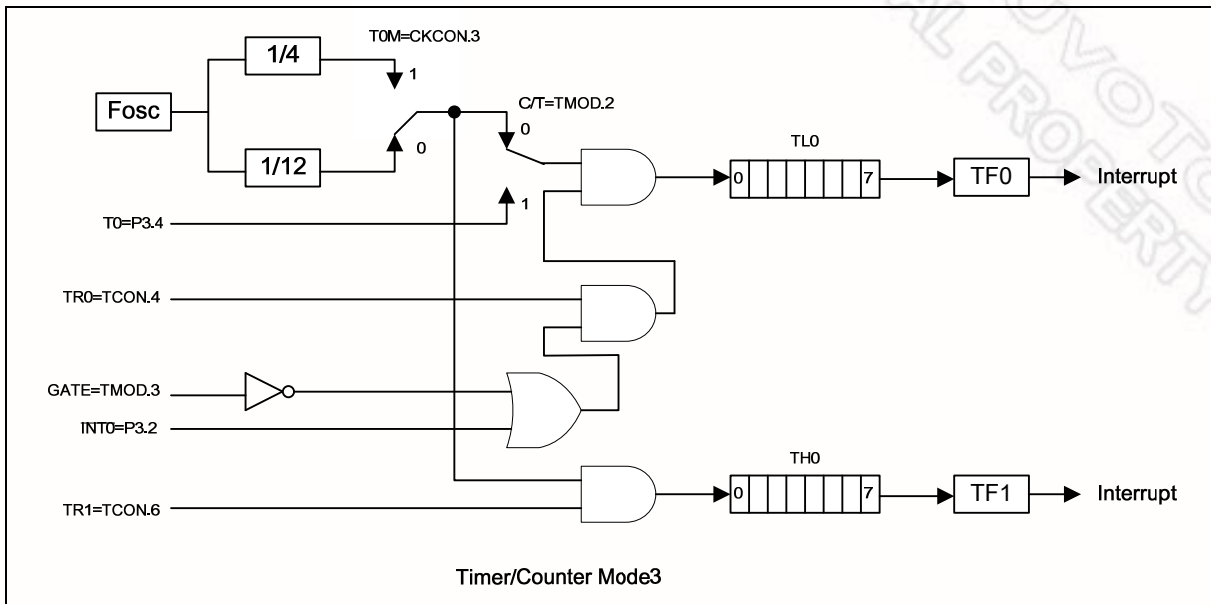 T0M=CKCON.3
1/4
1
Fosc
C/T=TMOD.2
0
TL0
1/12
0
0 7
TF0
Interrupt
1
T0=P3.4
TR0=TCON.4
GATE=TMOD.3
INT0=P3.2
TH0
0 7
TF1
Interrupt
TR1=TCON.6
Timer/Counter Mode3